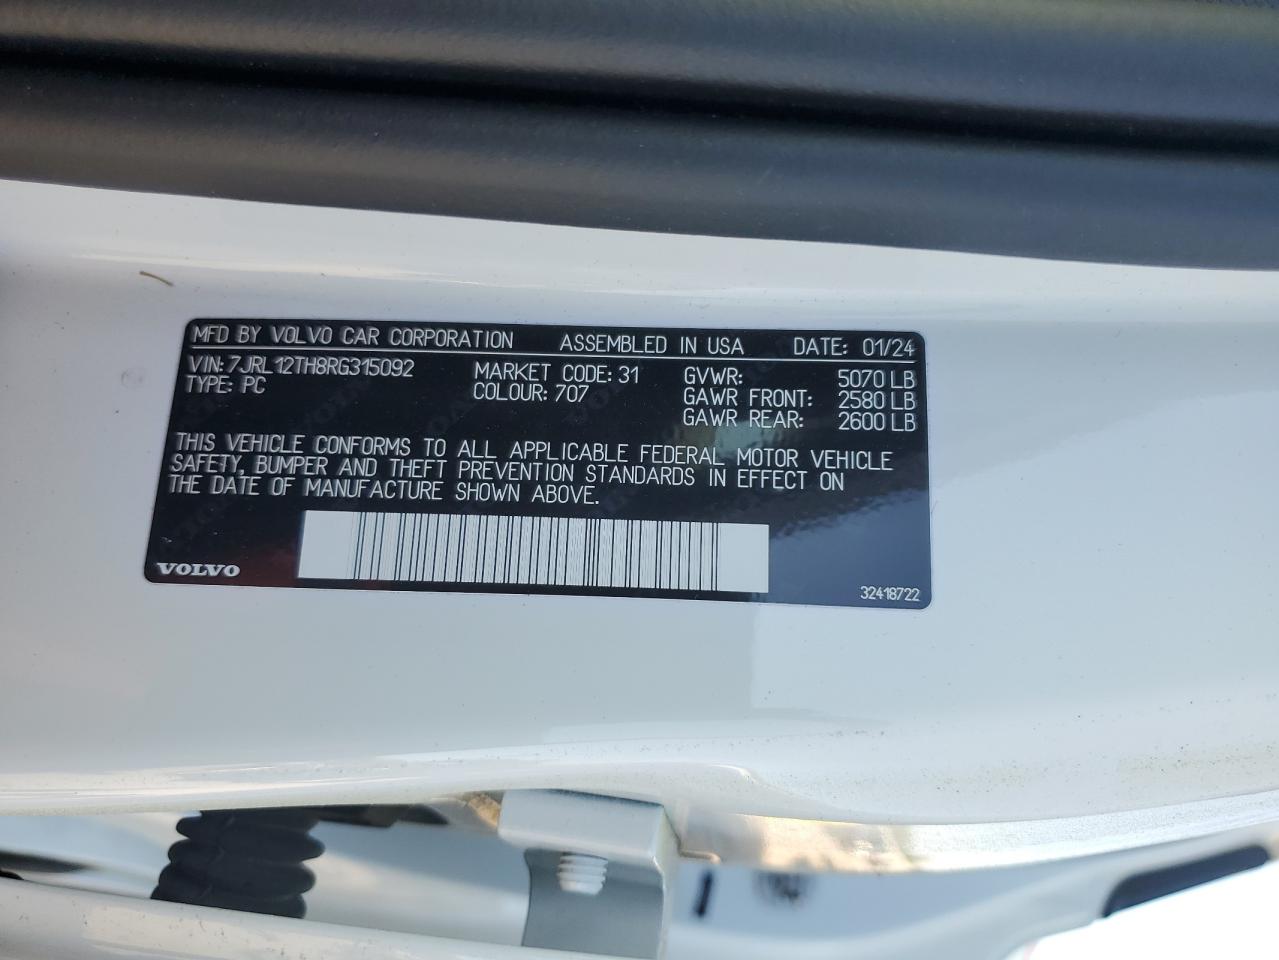 MFD BY VOLVO CAR CORPORATION ASSEMBLED IN USA DATE: 01/24
VIN: 7JRL12TH8RG315092 MARKET CODE: 31 GVWR: 5070 LB
TYPE: PC COLOUR: 707 GAWR FRONT: 2580 LB
GAWR REAR: 2600 LB
THIS VEHICLE CONFORMS TO ALL APPLICABLE FEDERAL MOTOR VEHICLE
SAFETY, BUMPER AND THEFT PREVENTION STANDARDS IN EFFECT ON
THE DATE OF MANUFACTURE SHOWN ABOVE.
VOLVO
32418722